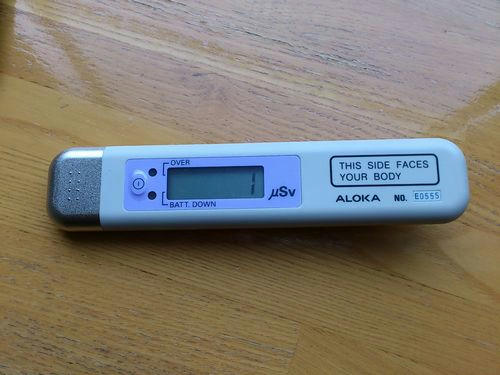 OVER
BATT. DOWN
µSv
THIS SIDE FACES
YOUR BODY
ALOKA NO. E0555